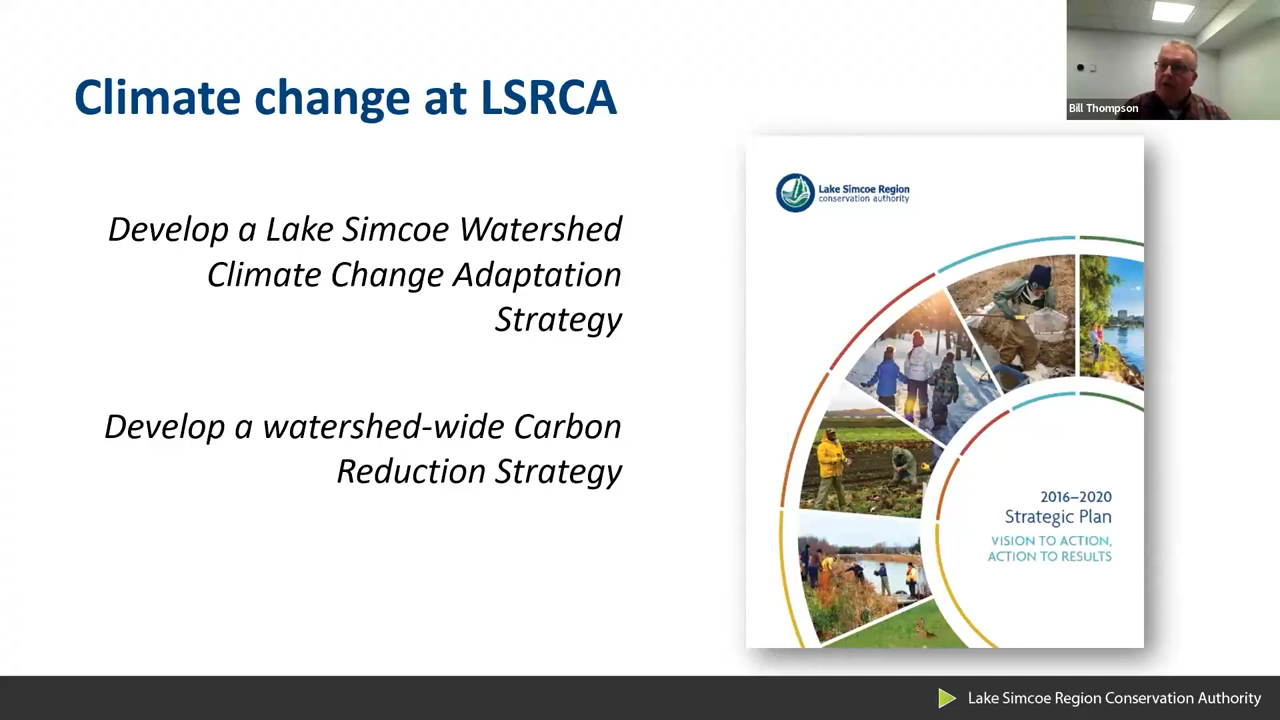 Climate change at LSRCA
Bill Thompson
Develop a Lake Simcoe Watershed
Climate Change Adaptation
Strategy
Develop a watershed-wide Carbon
Reduction Strategy
Lake Simcoe Region
conservation authority
2016–2020
Strategic Plan
VISION TO ACTION,
ACTION TO RESULTS
Lake Simcoe Region Conservation Authority